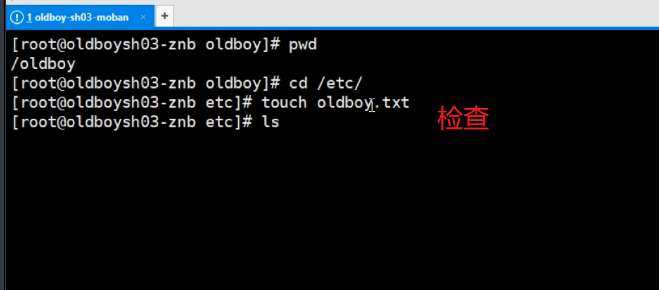 1 oldboy-sh03-moban × +
[root@oldboysh03-znb oldboy]# pwd
/oldboy
[root@oldboysh03-znb oldboy]# cd /etc/
[root@oldboysh03-znb etc]# touch oldboy.txt
[root@oldboysh03-znb etc]# ls
检查